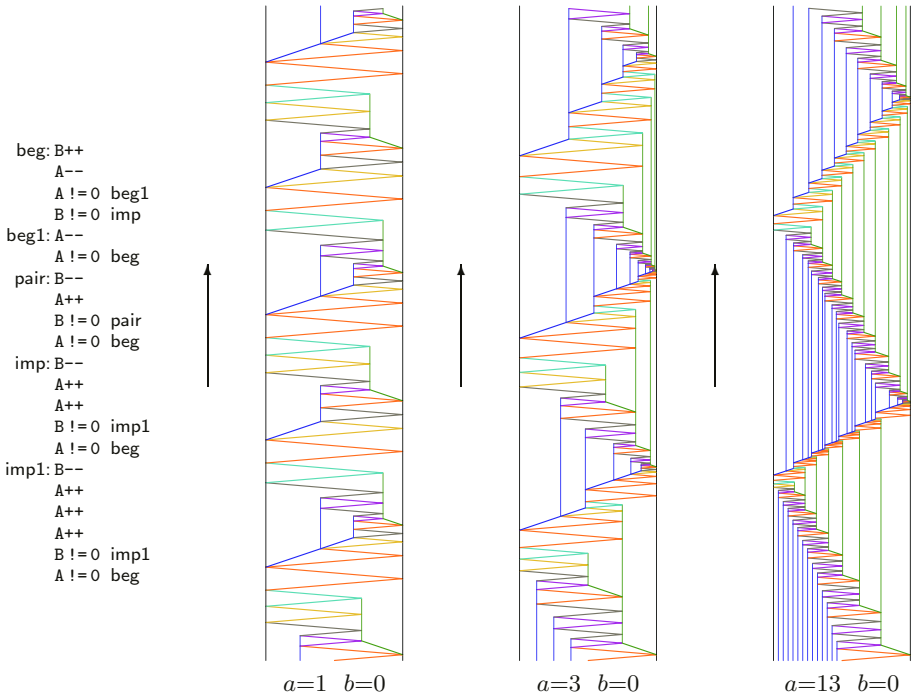 beg: B++
A--
A!=0 beg1
B!=0 imp
beg1: A--
A!=0 beg
pair: B--
A++
B!=0 pair
A!=0 beg
imp: B--
A++
A++
B!=0 imp1
A!=0 beg
imp1: B--
A++
A++
A++
B!=0 imp1
A!=0 beg
a=1 b=0 a=3 b=0 a=13 b=0